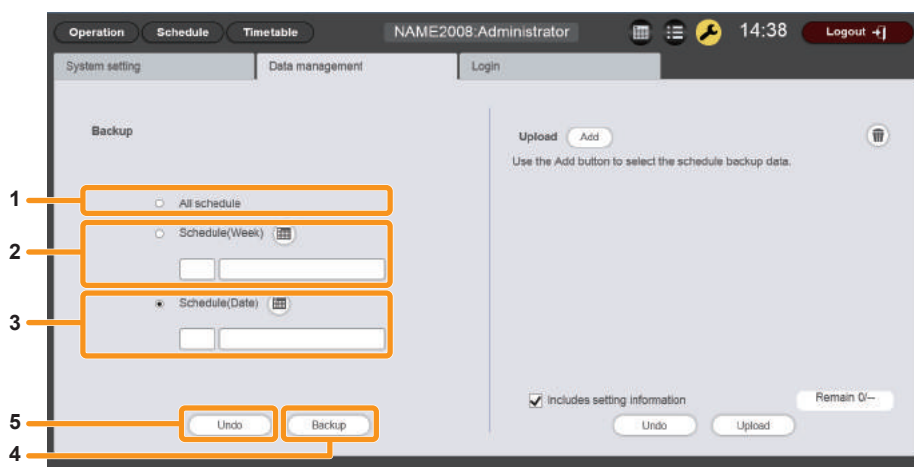 Operation Schedule Timetable NAME2008:Administrator 14:38 Logout
System setting Data management Login
Backup
Upload Add
Use the Add button to select the schedule backup data.
1
All schedule
2
Schedule(Week)
3
Schedule(Date)
Includes setting information
Remain 0/--
5
Undo Backup
Undo Upload
4